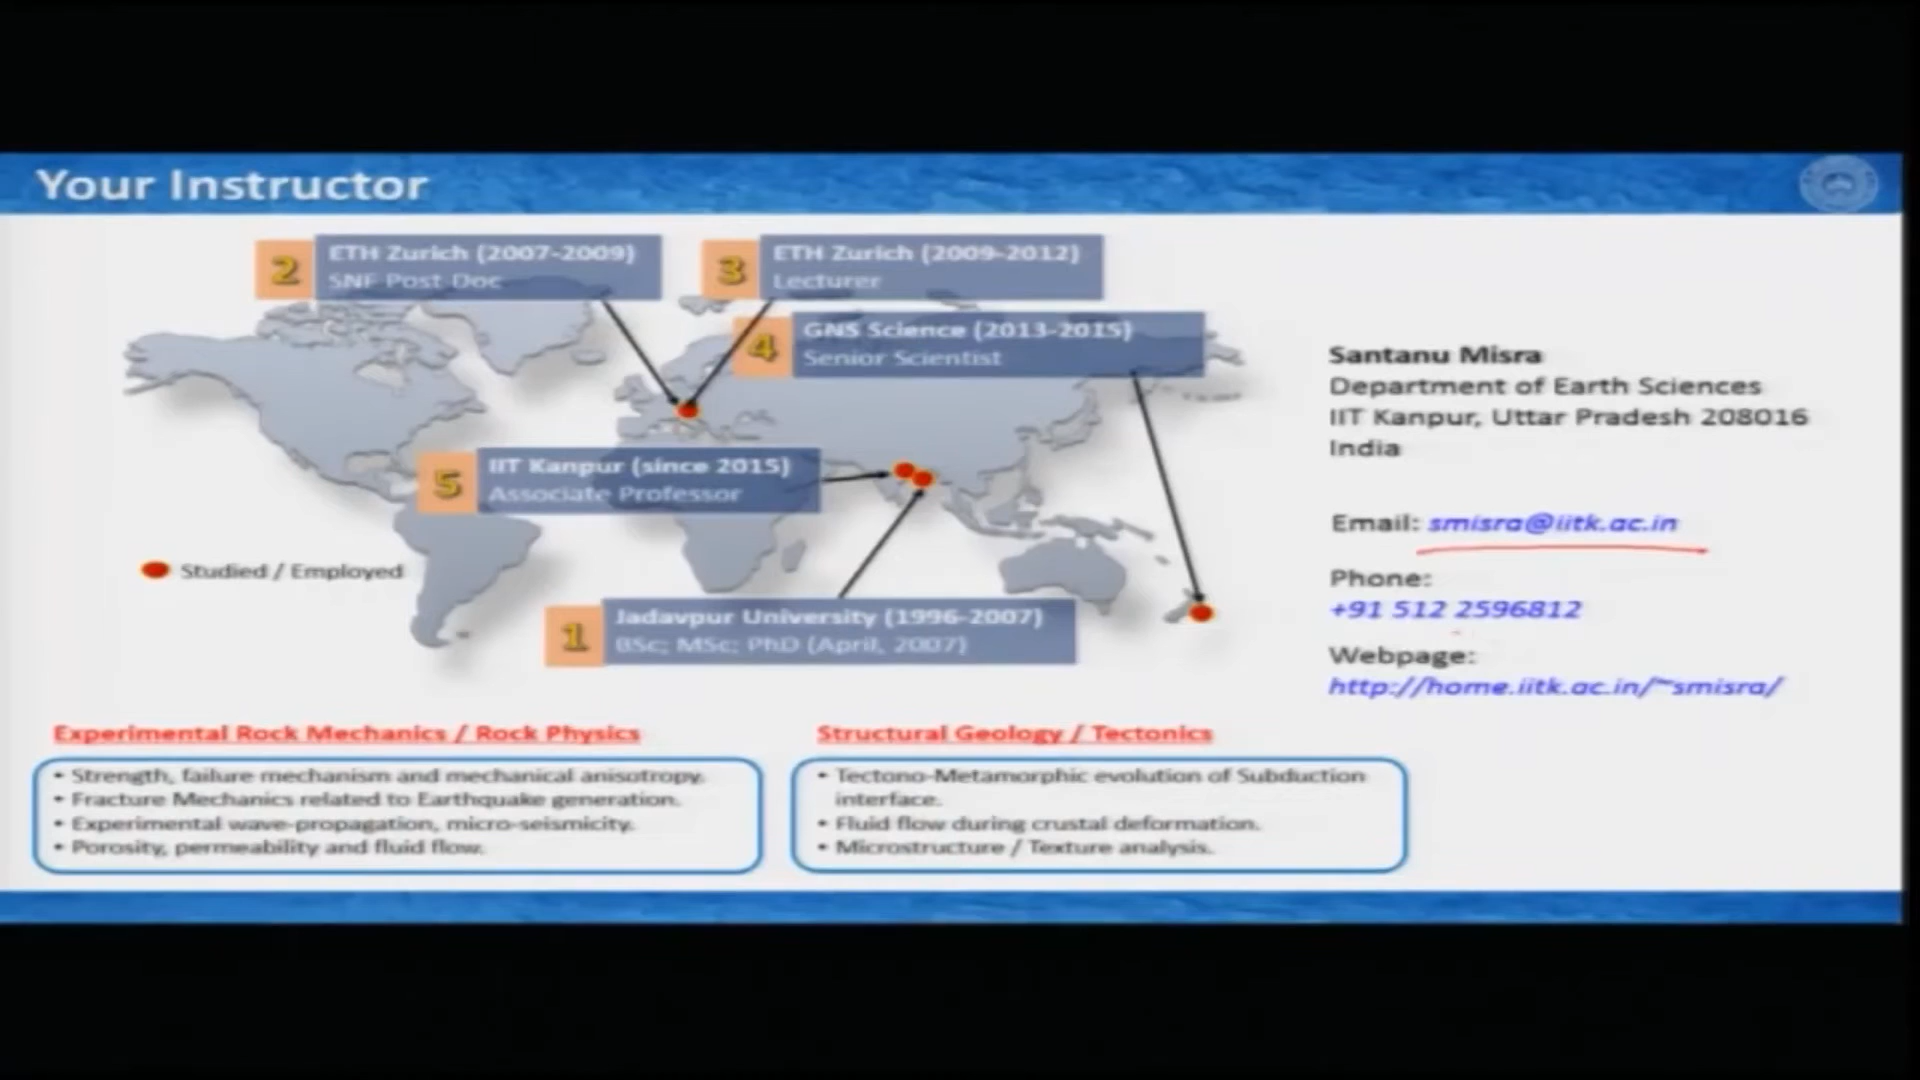 Your Instructor
2
ETH Zurich (2007-2009)
SNF Post Doc
3
ETH Zurich (2009-2012)
Lecturer
4
GNS Science (2013-2015)
Senior Scientist
5
IIT Kanpur (since 2015)
Associate Professor
Studied / Employed
1
Jadavpur University (1996-2007)
BSc; MSc; PhD (April, 2007)
Santanu Misra
Department of Earth Sciences
IIT Kanpur, Uttar Pradesh 208016
India
Email: smisra@iitk.ac.in
Phone:
+91 512 2596812
Webpage:
http://home.iitk.ac.in/~smisra/
Experimental Rock Mechanics / Rock Physics
• Strength, failure mechanism and mechanical anisotropy.
• Fracture Mechanics related to Earthquake generation.
• Experimental wave-propagation, micro-seismicity.
• Porosity, permeability and fluid flow.
Structural Geology / Tectonics
• Tectono-Metamorphic evolution of Subduction
interface.
• Fluid flow during crustal deformation.
• Microstructure / Texture analysis.